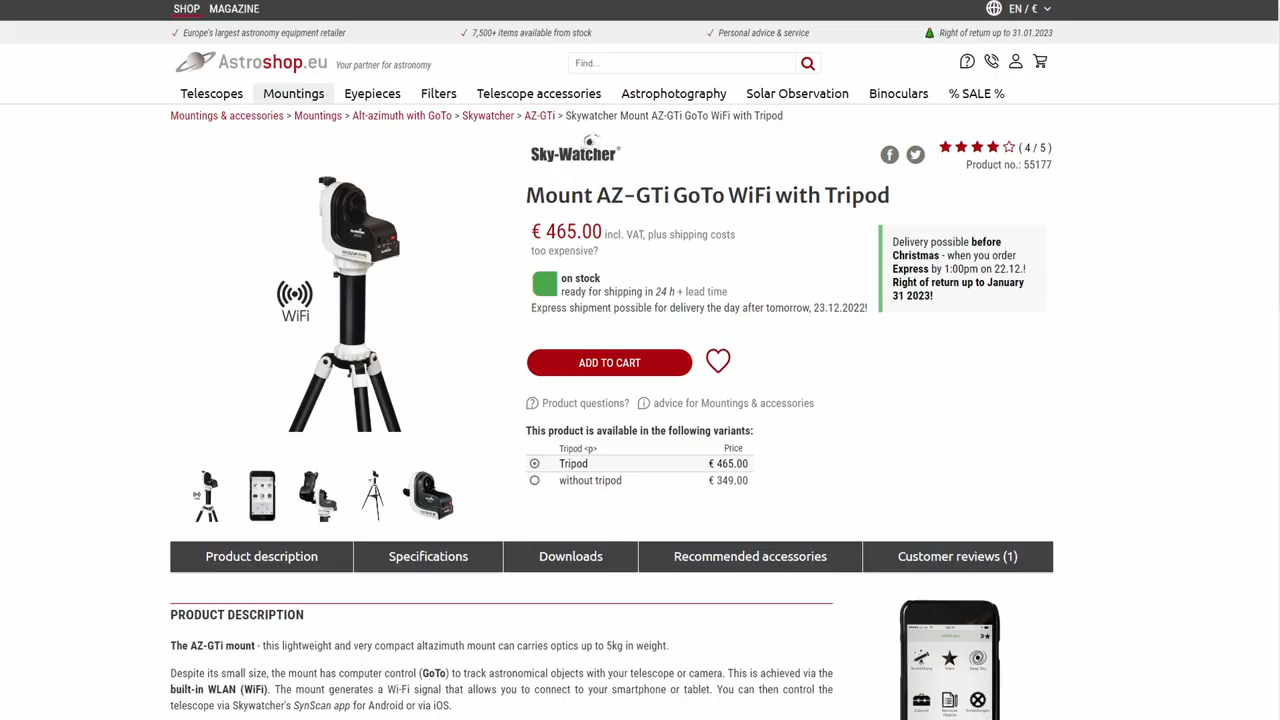 SHOP MAGAZINE EN / €
✓ Europe's largest astronomy equipment retailer ✓ 7,500+ items available from stock ✓ Personal advice & service Right of return up to 31.01.2023
Astroshop.eu Your partner for astronomy Find...
Telescopes Mountings Eyepieces Filters Telescope accessories Astrophotography Solar Observation Binoculars % SALE %
Mountings & accessories > Mountings > Alt-azimuth with GoTo > Skywatcher > AZ-GTi > Skywatcher Mount AZ-GTi GoTo WiFi with Tripod
Sky-Watcher
( 4 / 5 )
Product no.: 55177
Mount AZ-GTi GoTo WiFi with Tripod
€ 465.00 incl. VAT, plus shipping costs
too expensive?
on stock
ready for shipping in 24 h + lead time
Express shipment possible for delivery the day after tomorrow, 23.12.2022!
Delivery possible before
Christmas - when you order
Express by 1:00pm on 22.12.!
Right of return up to January
31 2023!
WiFi
ADD TO CART
Product questions? advice for Mountings & accessories
This product is available in the following variants:
Tripod <p> Price
Tripod € 465.00
without tripod € 349.00
Product description Specifications Downloads Recommended accessories Customer reviews (1)
PRODUCT DESCRIPTION
The AZ-GTi mount - this lightweight and very compact altazimuth mount can carries optics up to 5kg in weight.
Despite its small size, the mount has computer control (GoTo) to track astronomical objects with your telescope or camera. This is achieved via the
built-in WLAN (WiFi). The mount generates a Wi-Fi signal that allows you to connect to your smartphone or tablet. You can then control the
telescope via Skywatcher's SynScan app for Android or via iOS.